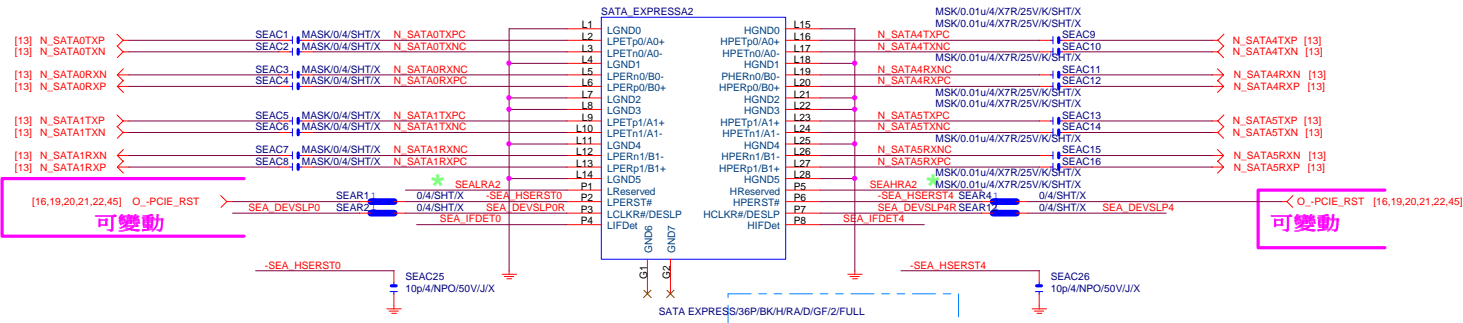 SATA_EXPRESSA2
[13] N_SATA0TXP SEAC1 MASK/0/4/SHT/X N_SATA0TXPC L2 LPETp0/A0+
[13] N_SATA0TXN SEAC2 MASK/0/4/SHT/X N_SATA0TXNC L3 LPETn0/A0-
[13] N_SATA0RXN SEAC3 MASK/0/4/SHT/X N_SATA0RXNC L5 LPERn0/B0-
[13] N_SATA0RXP SEAC4 MASK/0/4/SHT/X N_SATA0RXPC L6 LPERp0/B0+
[13] N_SATA1TXP SEAC5 MASK/0/4/SHT/X N_SATA1TXPC L9 LPETp1/A1+
[13] N_SATA1TXN SEAC6 MASK/0/4/SHT/X N_SATA1TXNC L10 LPETn1/A1-
[13] N_SATA1RXN SEAC7 MASK/0/4/SHT/X N_SATA1RXNC L12 LPERn1/B1-
[13] N_SATA1RXP SEAC8 MASK/0/4/SHT/X N_SATA1RXPC L13 LPERp1/B1+
L1 LGND0
L4 LGND1
L7 LGND2
L8 LGND3
L11 LGND4
L14 LGND5
* SEALRA2 P1 LReserved
[16,19,20,21,22,45] O_-PCIE_RST SEAR1 0/4/SHT/X -SEA_HSERST0 P2 LPERST#
SEA_DEVSLP0 SEAR2 0/4/SHT/X SEA_DEVSLP0R P3 LCLKR#/DESLP
SEA_IFDET0 P4 LIFDet
可變動
-SEA_HSERST0
SEAC25
10p/4/NPO/50V/J/X
GND6 GND7
G1 G2
SATA EXPRESS/36P/BK/H/RA/D/GF/2/FULL
HGND0 L15
HPETp0/A0+ L16 N_SATA4TXPC MSK/0.01u/4/X7R/25V/K/SHT/X SEAC9 N_SATA4TXP [13]
HPETn0/A0- L17 N_SATA4TXNC SEAC10 MSK/0.01u/4/X7R/25V/K/SHT/X N_SATA4TXN [13]
HGND1 L18
PHERn0/B0- L19 N_SATA4RXNC MSK/0.01u/4/X7R/25V/K/SHT/X SEAC11 N_SATA4RXN [13]
HPERp0/B0+ L20 N_SATA4RXPC SEAC12 MSK/0.01u/4/X7R/25V/K/SHT/X N_SATA4RXP [13]
HGND2 L21
HGND3 L22
HPETp1/A1+ L23 N_SATA5TXPC MSK/0.01u/4/X7R/25V/K/SHT/X SEAC13 N_SATA5TXP [13]
HPETn1/A1- L24 N_SATA5TXNC SEAC14 MSK/0.01u/4/X7R/25V/K/SHT/X N_SATA5TXN [13]
HGND4 L25
HPERn1/B1- L26 N_SATA5RXNC MSK/0.01u/4/X7R/25V/K/SHT/X SEAC15 N_SATA5RXN [13]
HPERp1/B1+ L27 N_SATA5RXPC SEAC16 MSK/0.01u/4/X7R/25V/K/SHT/X N_SATA5RXP [13]
HGND5 L28
HReserved P5 SEAHRA2 *
HPERST# P6 -SEA_HSERST4 SEAR4 0/4/SHT/X O_-PCIE_RST [16,19,20,21,22,45]
HCLKR#/DESLP P7 SEA_DEVSLP4R SEAR12 0/4/SHT/X SEA_DEVSLP4
HIFDet P8 SEA_IFDET4
可變動
-SEA_HSERST4
SEAC26
10p/4/NPO/50V/J/X